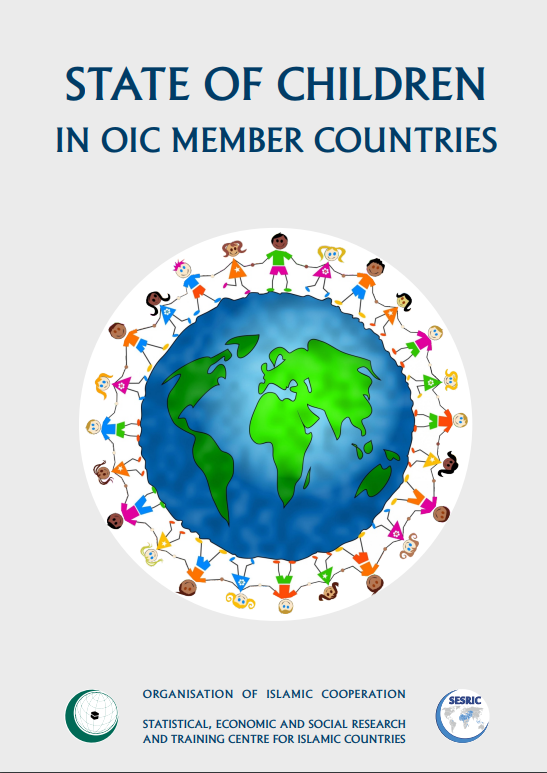 STATE OF CHILDREN
IN OIC MEMBER COUNTRIES
ORGANISATION OF ISLAMIC COOPERATION
SESRIC
STATISTICAL, ECONOMIC AND SOCIAL RESEARCH
AND TRAINING CENTRE FOR ISLAMIC COUNTRIES